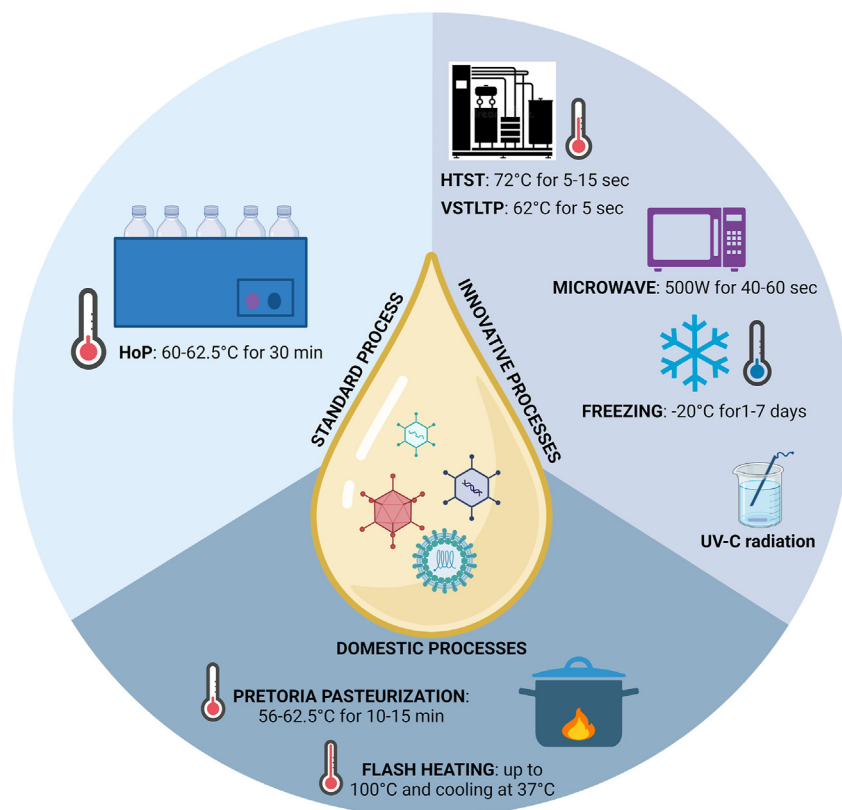 HTST: 72°C for 5-15 sec
VSTLTP: 62°C for 5 sec
MICROWAVE: 500W for 40-60 sec
FREEZING: -20°C for1-7 days
UV-C radiation
INNOVATIVE PROCESSES
STANDARD PROCESS
HoP: 60-62.5°C for 30 min
DOMESTIC PROCESSES
PRETORIA PASTEURIZATION:
56-62.5°C for 10-15 min
FLASH HEATING: up to
100°C and cooling at 37°C